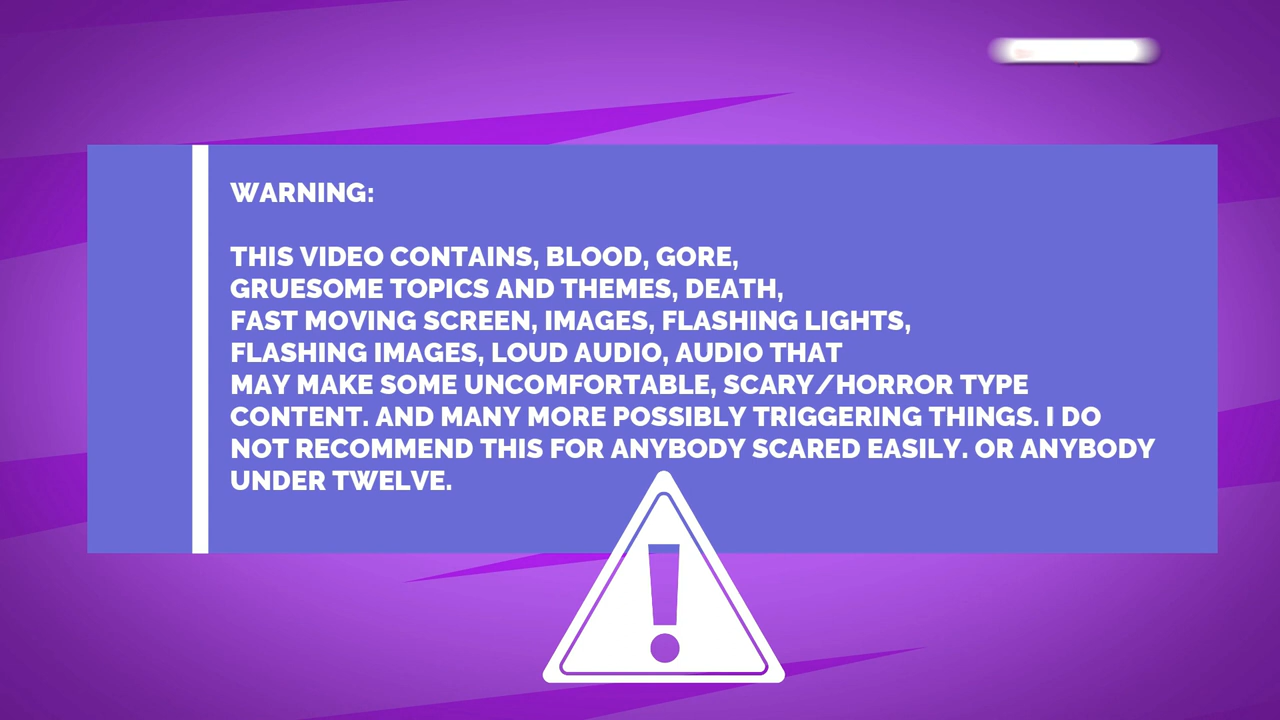 WARNING:
THIS VIDEO CONTAINS, BLOOD, GORE,
GRUESOME TOPICS AND THEMES, DEATH,
FAST MOVING SCREEN, IMAGES, FLASHING LIGHTS,
FLASHING IMAGES, LOUD AUDIO, AUDIO THAT
MAY MAKE SOME UNCOMFORTABLE, SCARY/HORROR TYPE
CONTENT. AND MANY MORE POSSIBLY TRIGGERING THINGS. I DO
NOT RECOMMEND THIS FOR ANYBODY SCARED EASILY. OR ANYBODY
UNDER TWELVE.
!